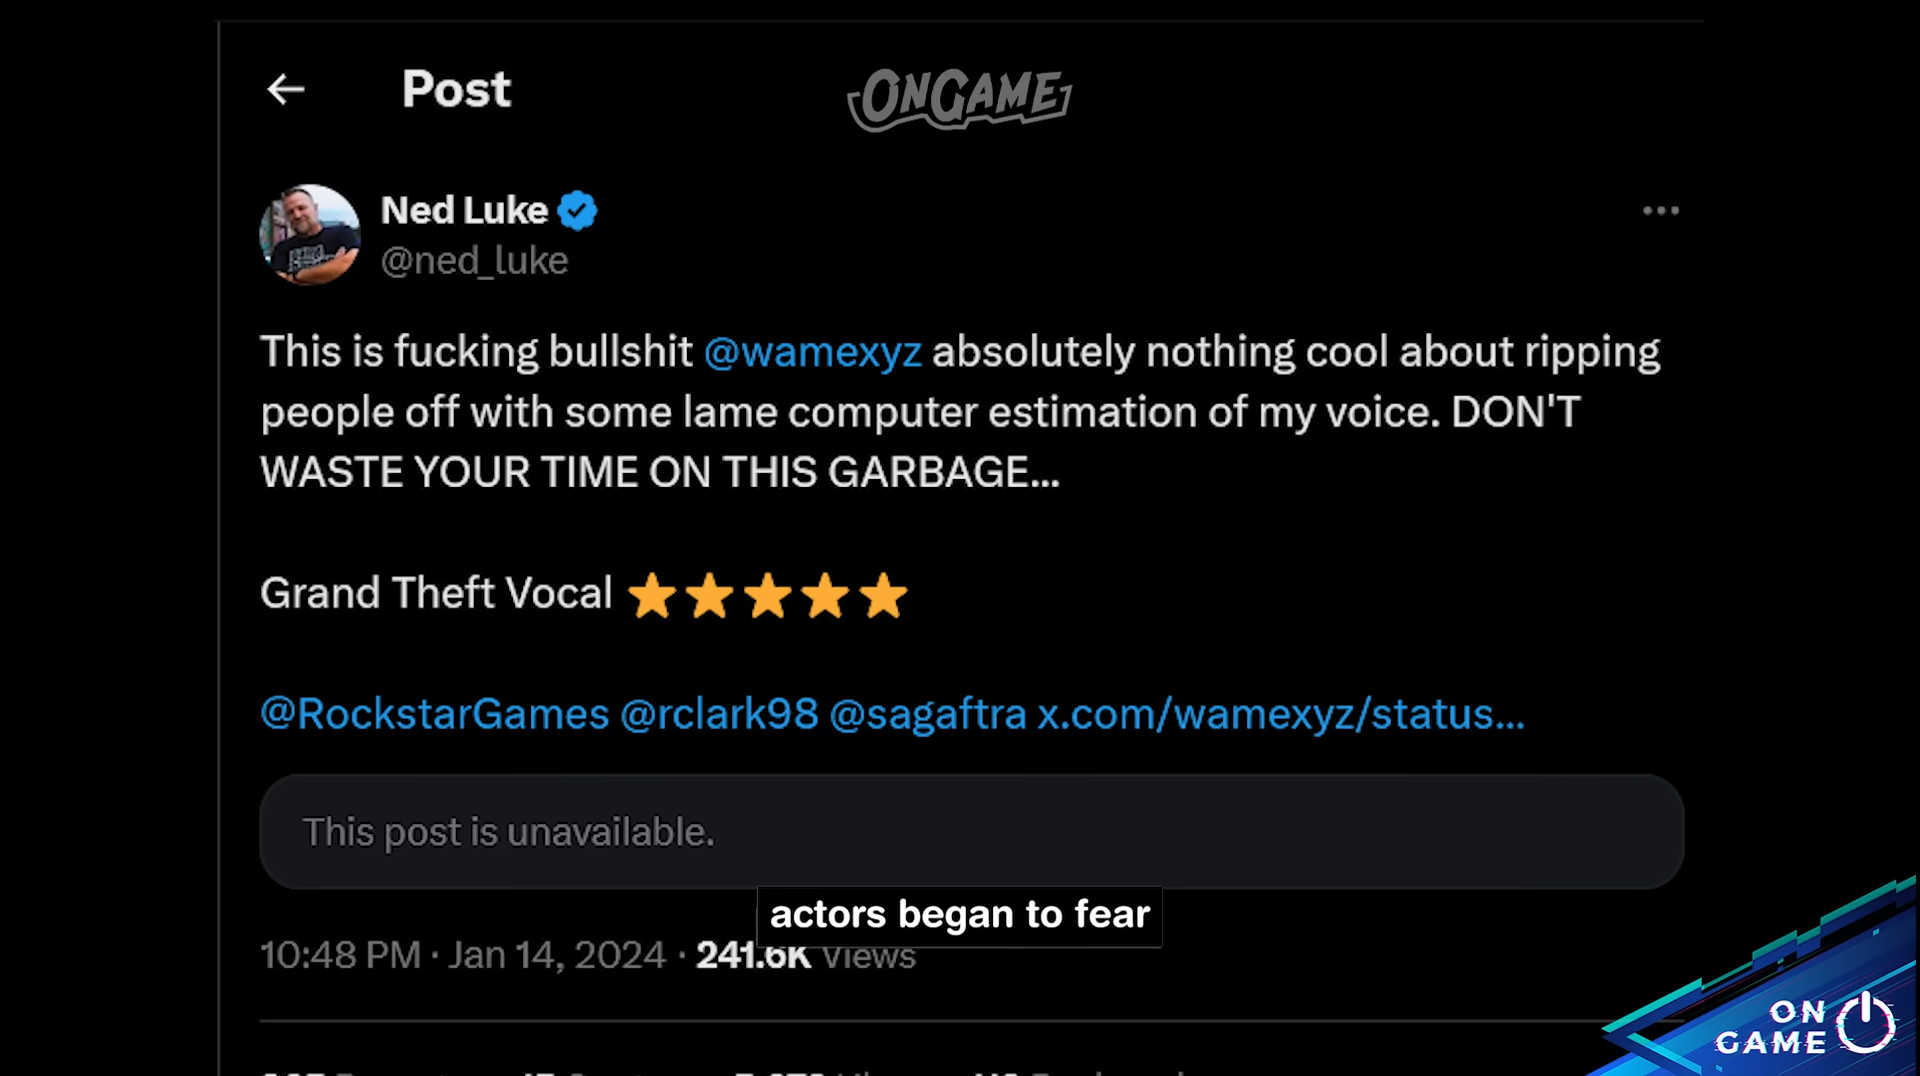 Post
ONGAME
Ned Luke
@ned_luke
This is fucking bullshit @wamexyz absolutely nothing cool about ripping
people off with some lame computer estimation of my voice. DON'T
WASTE YOUR TIME ON THIS GARBAGE...
Grand Theft Vocal
@RockstarGames @rclark98 @sagaftra x.com/wamexyz/status...
This post is unavailable.
actors began to fear
10:48 PM · Jan 14, 2024 · 241.6K Views
ON
GAME